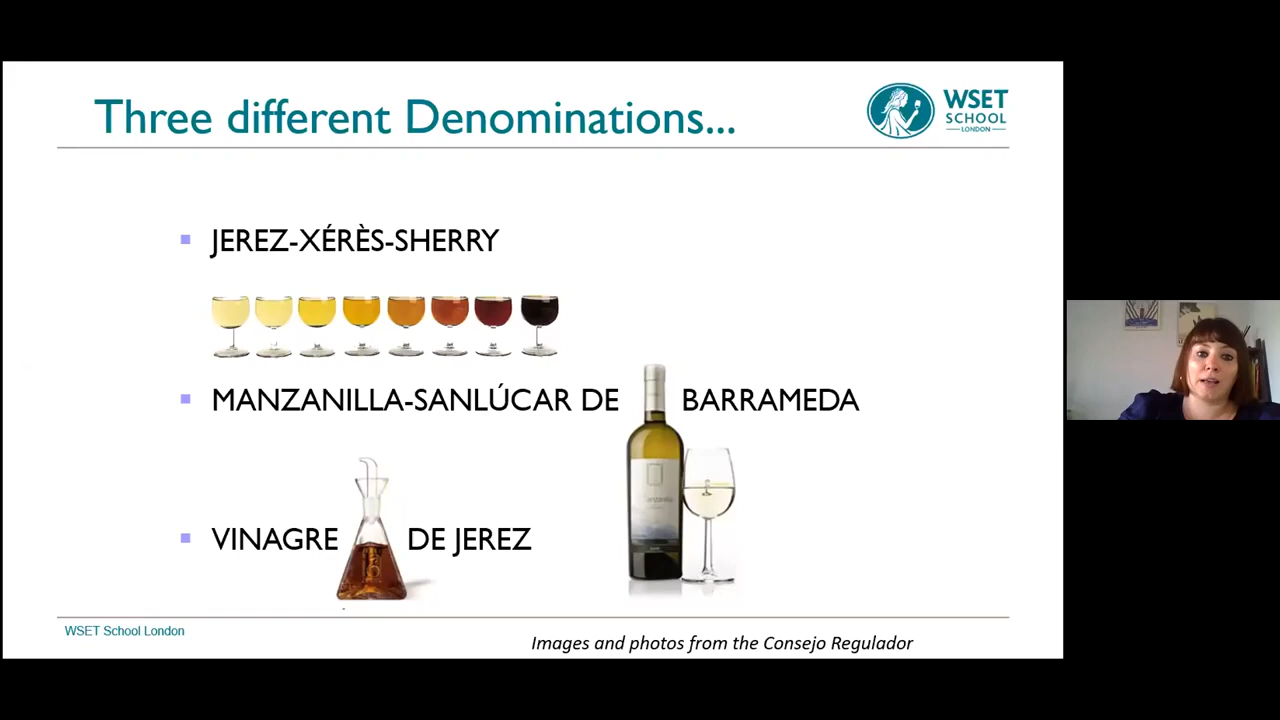 Three different Denominations...
WSET
SCHOOL
LONDON
JEREZ-XÉRÈS-SHERRY
MANZANILLA-SANLÚCAR DE BARRAMEDA
VINAGRE DE JEREZ
WSET School London
Images and photos from the Consejo Regulador